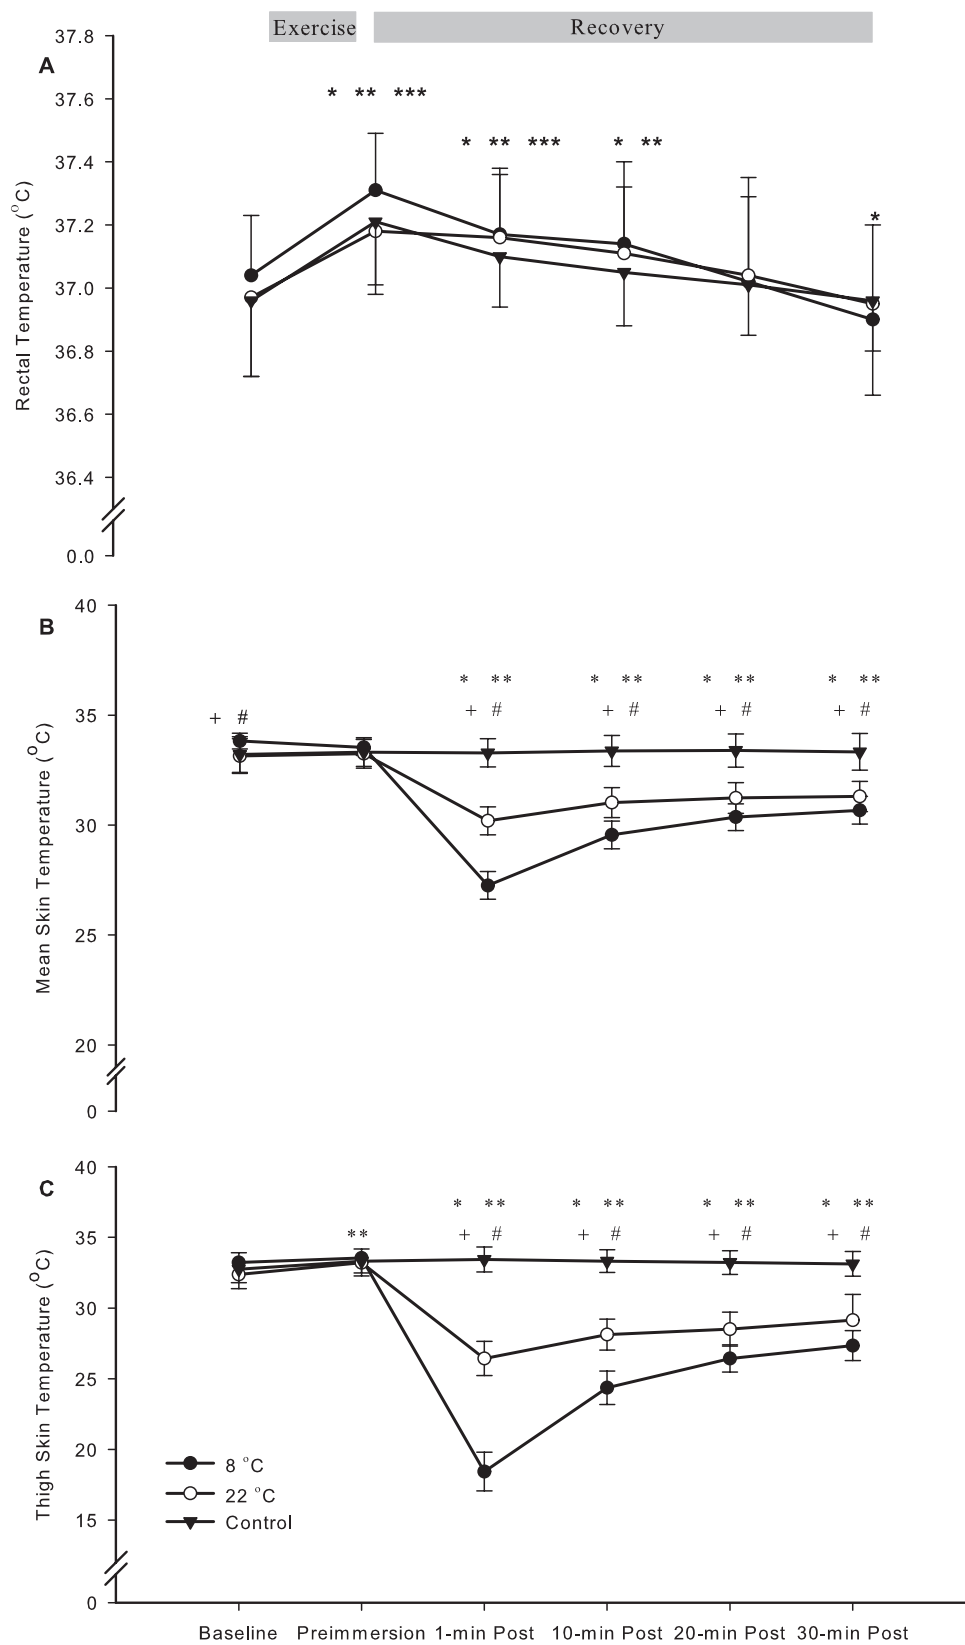 Exercise Recovery
37.8
A
37.6
* ** ***
* ** *** * **
37.4
37.2
*
37.0
36.8
36.6
36.4
0.0
Rectal Temperature (°C)
40
B
* ** * ** * ** * **
+ # + # + # + #
35
+ #
30
25
20
0
Mean Skin Temperature (°C)
40
C
* ** * ** * ** * **
** + # + # + # + #
35
30
25
20
15
0
Thigh Skin Temperature (°C)
8 °C
22 °C
Control
Baseline Preimmersion 1-min Post 10-min Post 20-min Post 30-min Post